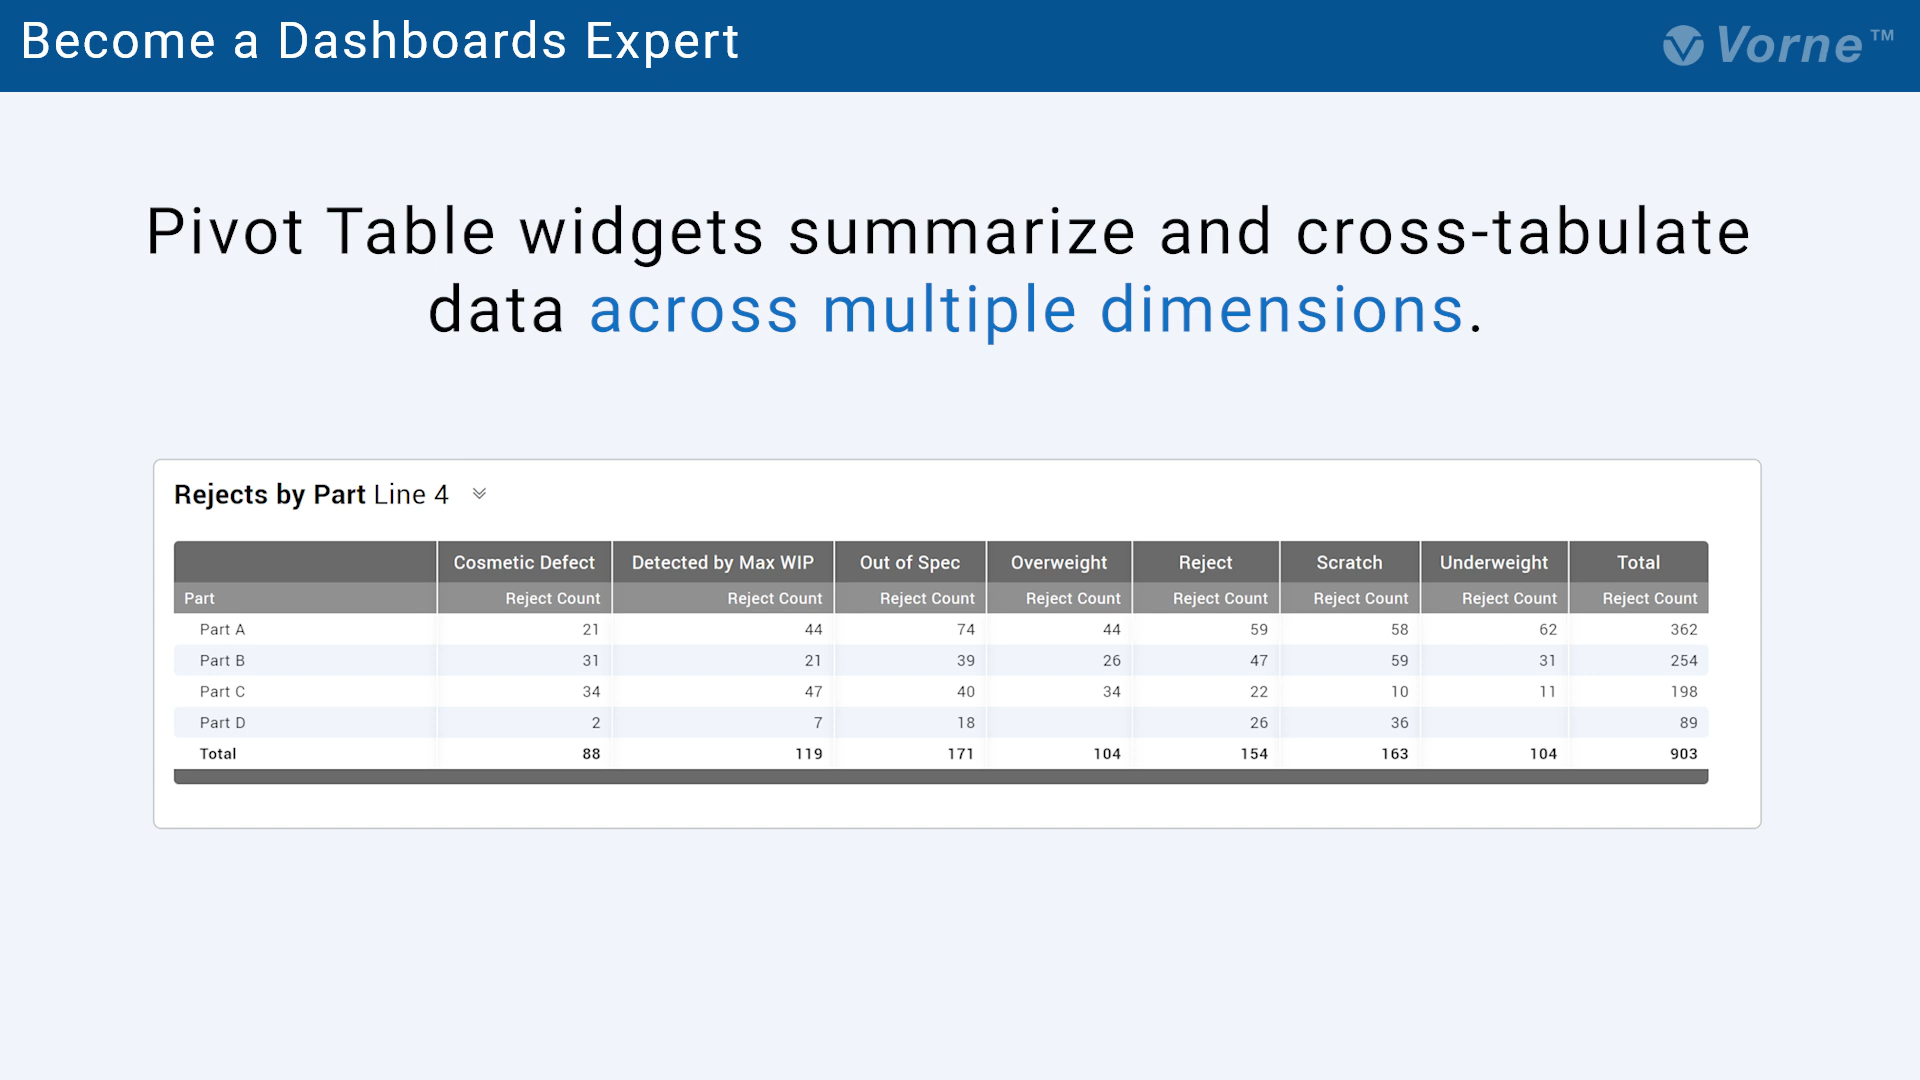 Become a Dashboards Expert
Vorne™
Pivot Table widgets summarize and cross-tabulate
data across multiple dimensions.
Rejects by Part Line 4
Cosmetic Defect Detected by Max WIP Out of Spec Overweight Reject Scratch Underweight Total
Part Reject Count Reject Count Reject Count Reject Count Reject Count Reject Count Reject Count Reject Count
Part A 21 44 74 44 59 58 62 362
Part B 31 21 39 26 47 59 31 254
Part C 34 47 40 34 22 10 11 198
Part D 2 7 18 26 36 89
Total 88 119 171 104 154 163 104 903